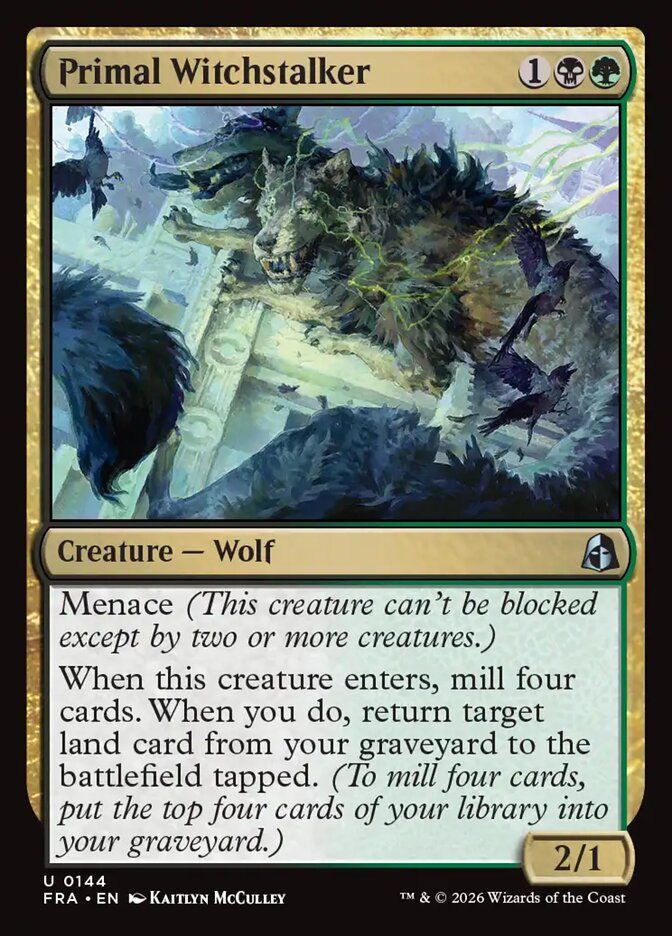 Primal Witchstalker 1
Creature — Wolf
Menace (This creature can't be blocked
except by two or more creatures.)
When this creature enters, mill four
cards. When you do, return target
land card from your graveyard to the
battlefield tapped. (To mill four cards,
put the top four cards of your library into
your graveyard.)
2/1
U 0144
FRA • EN Kaitlyn McCulley
™ & © 2026 Wizards of the Coast